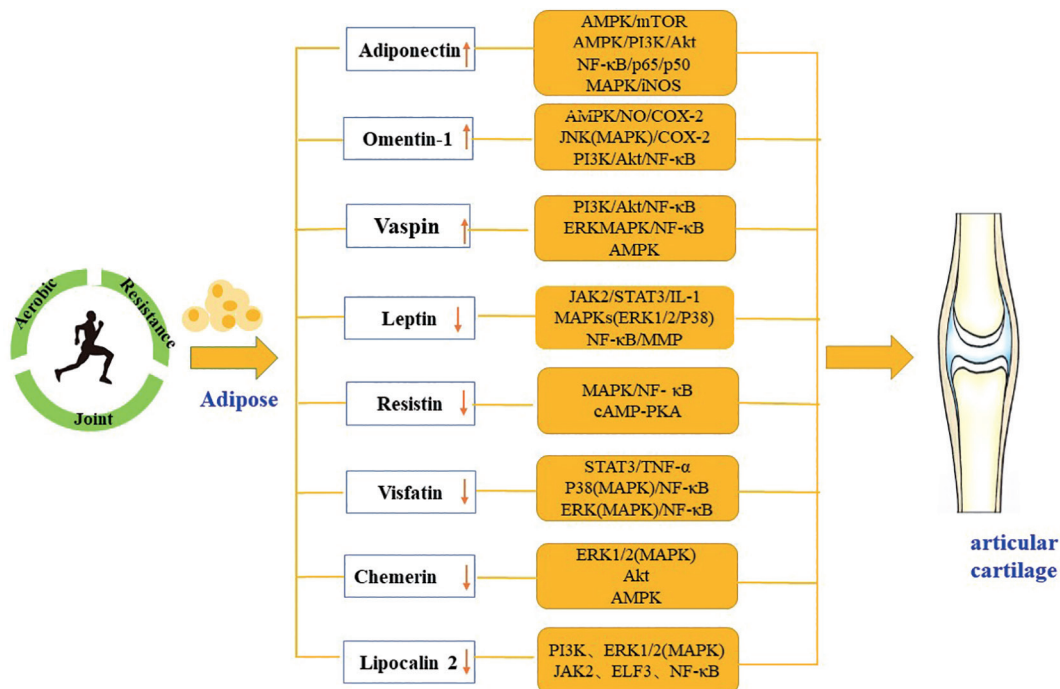 Aerobic
Resistance
Joint
Adipose
Adiponectin
AMPK/mTOR
AMPK/PI3K/Akt
NF-κB/p65/p50
MAPK/iNOS
Omentin-1
AMPK/NO/COX-2
JNK(MAPK)/COX-2
PI3K/Akt/NF-κB
Vaspin
PI3K/Akt/NF-κB
ERKMAPK/NF-κB
AMPK
Leptin
JAK2/STAT3/IL-1
MAPKs(ERK1/2/P38)
NF-κB/MMP
Resistin
MAPK/NF- κB
cAMP-PKA
Visfatin
STAT3/TNF-α
P38(MAPK)/NF-κB
ERK(MAPK)/NF-κB
Chemerin
ERK1/2(MAPK)
Akt
AMPK
Lipocalin 2
PI3K、ERK1/2(MAPK)
JAK2、ELF3、NF-κB
articular
cartilage